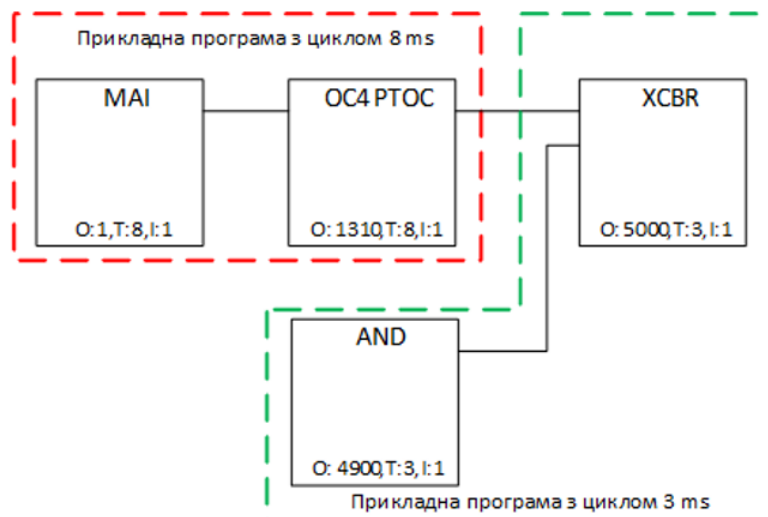 Прикладна програма з циклом 8 ms
MAI
OC4 PTOC
XCBR
O:1,T:8,I:1
O: 1310,T:8,I:1
O: 5000,T:3,I:1
AND
O: 4900,T:3,I:1
Прикладна програма з циклом 3 ms